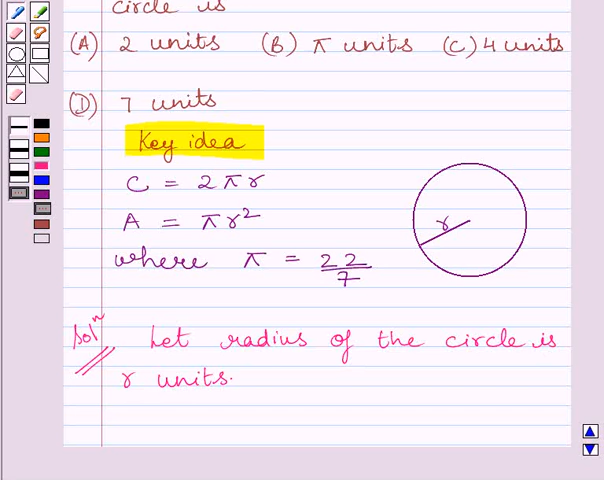 circle is
(A) 2 units (B) π units (C) 4 units
(D) 7 units
Key idea
C = 2πr
A = πr²
r
where π = 22/7
Solⁿ Let radius of the circle is
r units.